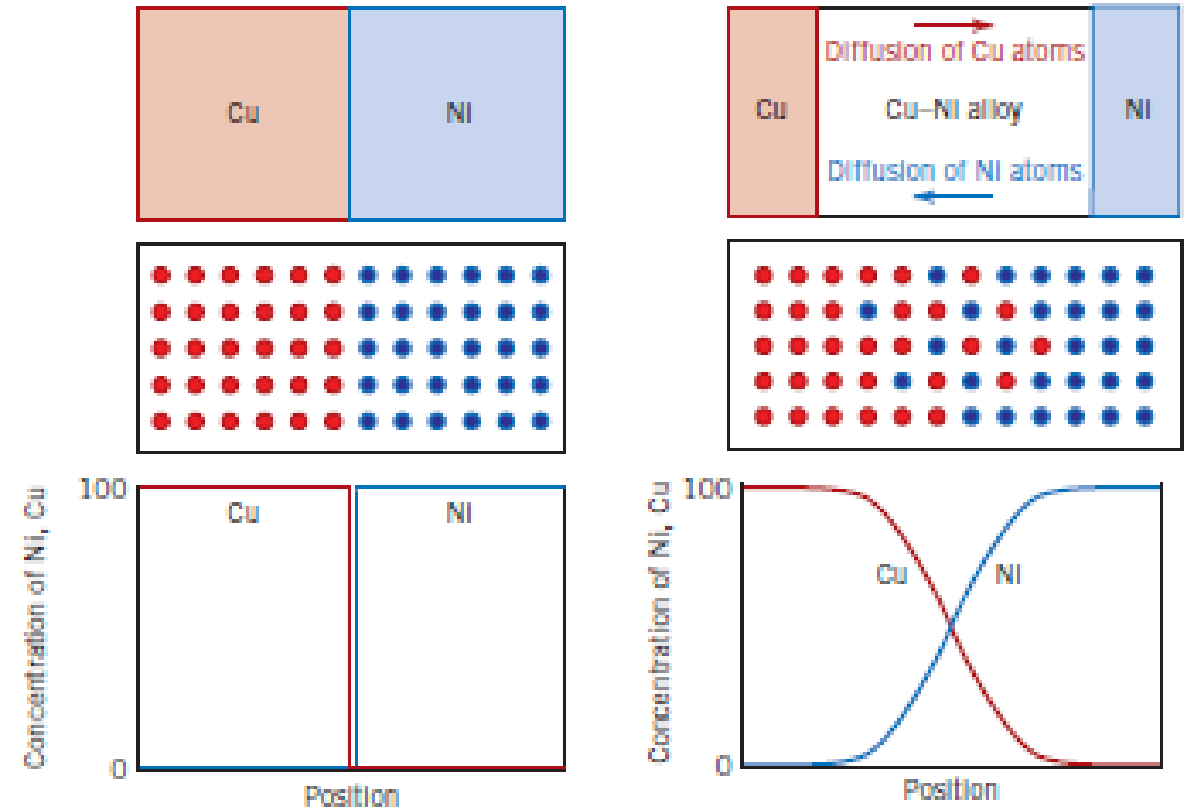 Cu
Ni
Diffusion of Cu atoms
Cu
Cu–Ni alloy
Ni
Diffusion of Ni atoms
Concentration of Ni, Cu
100
0
Cu
Ni
Position
Concentration of Ni, Cu
100
0
Cu
Ni
Position